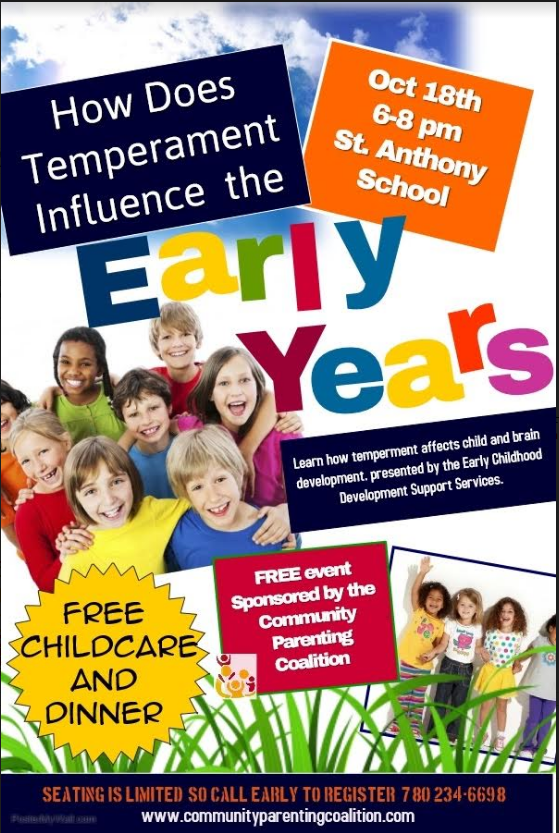 How Does
Temperament
Influence the
Oct 18th
6-8 pm
St. Anthony
School
Early
Years
Learn how temperment affects child and brain
development. presented by the Early Childhood
Development Support Services.
FREE event
Sponsored by the
Community
Parenting
Coalition
FREE
CHILDCARE
AND
DINNER
SEATING IS LIMITED SO CALL EARLY TO REGISTER 780 234-6698
PosterMyWall.com
www.communityparentingcoalition.com